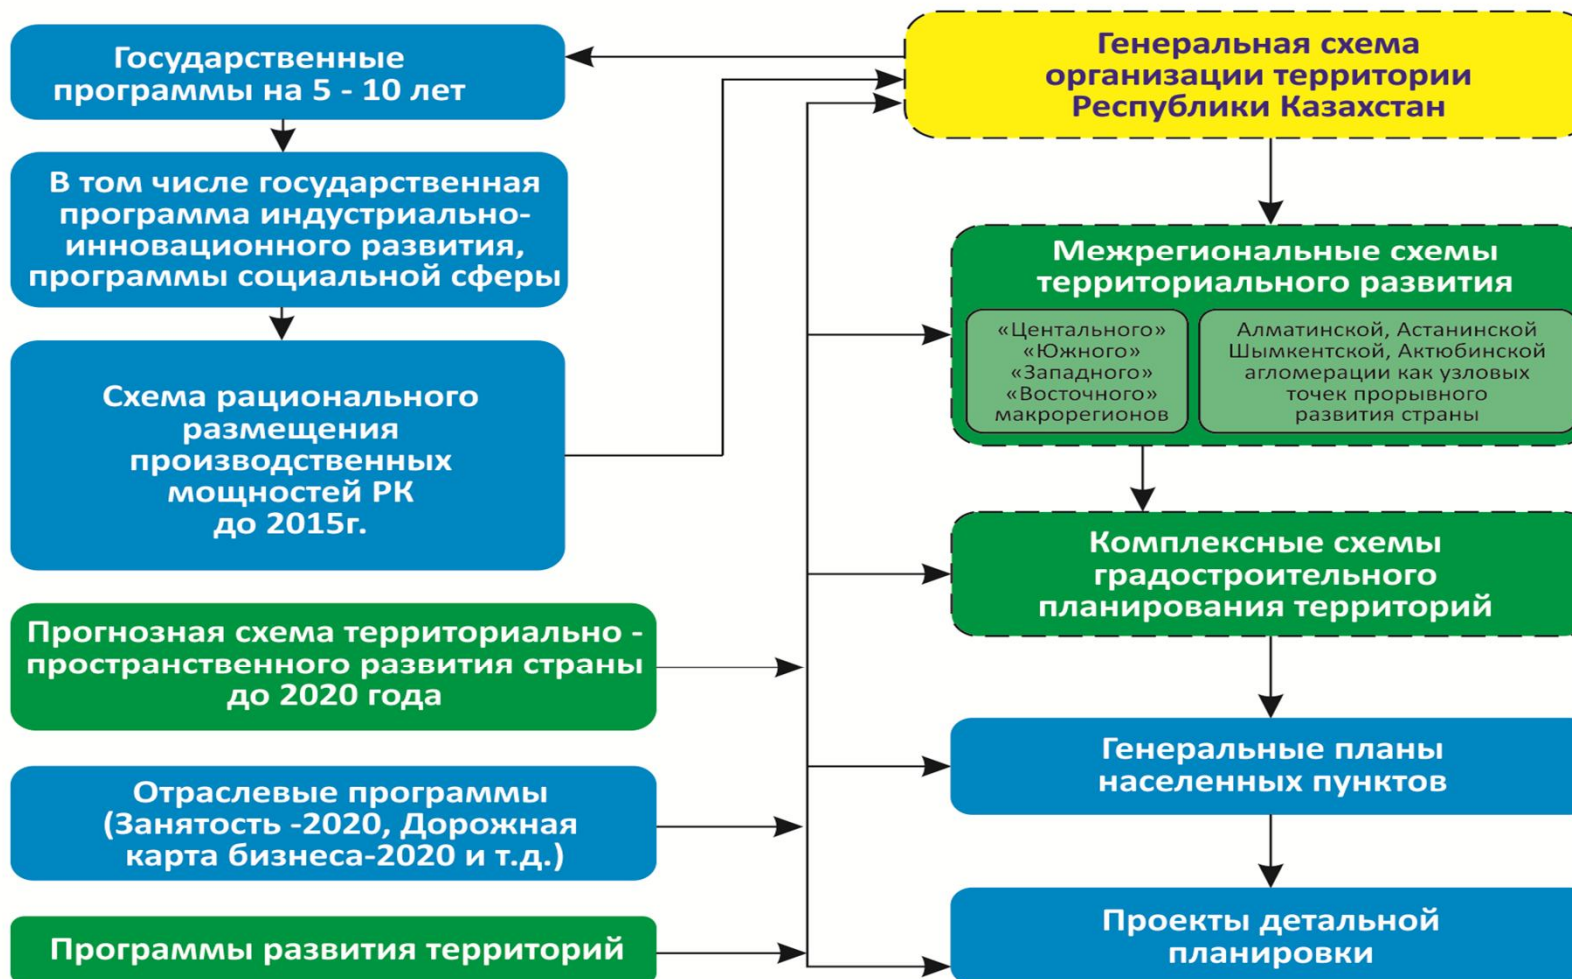 Государственные
программы на 5 - 10 лет
В том числе государственная
программа индустриально-
инновационного развития,
программы социальной сферы
Схема рационального
размещения
производственных
мощностей РК
до 2015г.
Прогнозная схема территориально -
пространственного развития страны
до 2020 года
Отраслевые программы
(Занятость -2020, Дорожная
карта бизнеса-2020 и т.д.)
Программы развития территорий
Генеральная схема
организации территории
Республики Казахстан
Межрегиональные схемы
территориального развития
«Центального»
«Южного»
«Западного»
«Восточного»
макрорегионов
Алматинской, Астанинской
Шымкентской, Актюбинской
агломерации как узловых
точек прорывного
развития страны
Комплексные схемы
градостроительного
планирования территорий
Генеральные планы
населенных пунктов
Проекты детальной
планировки